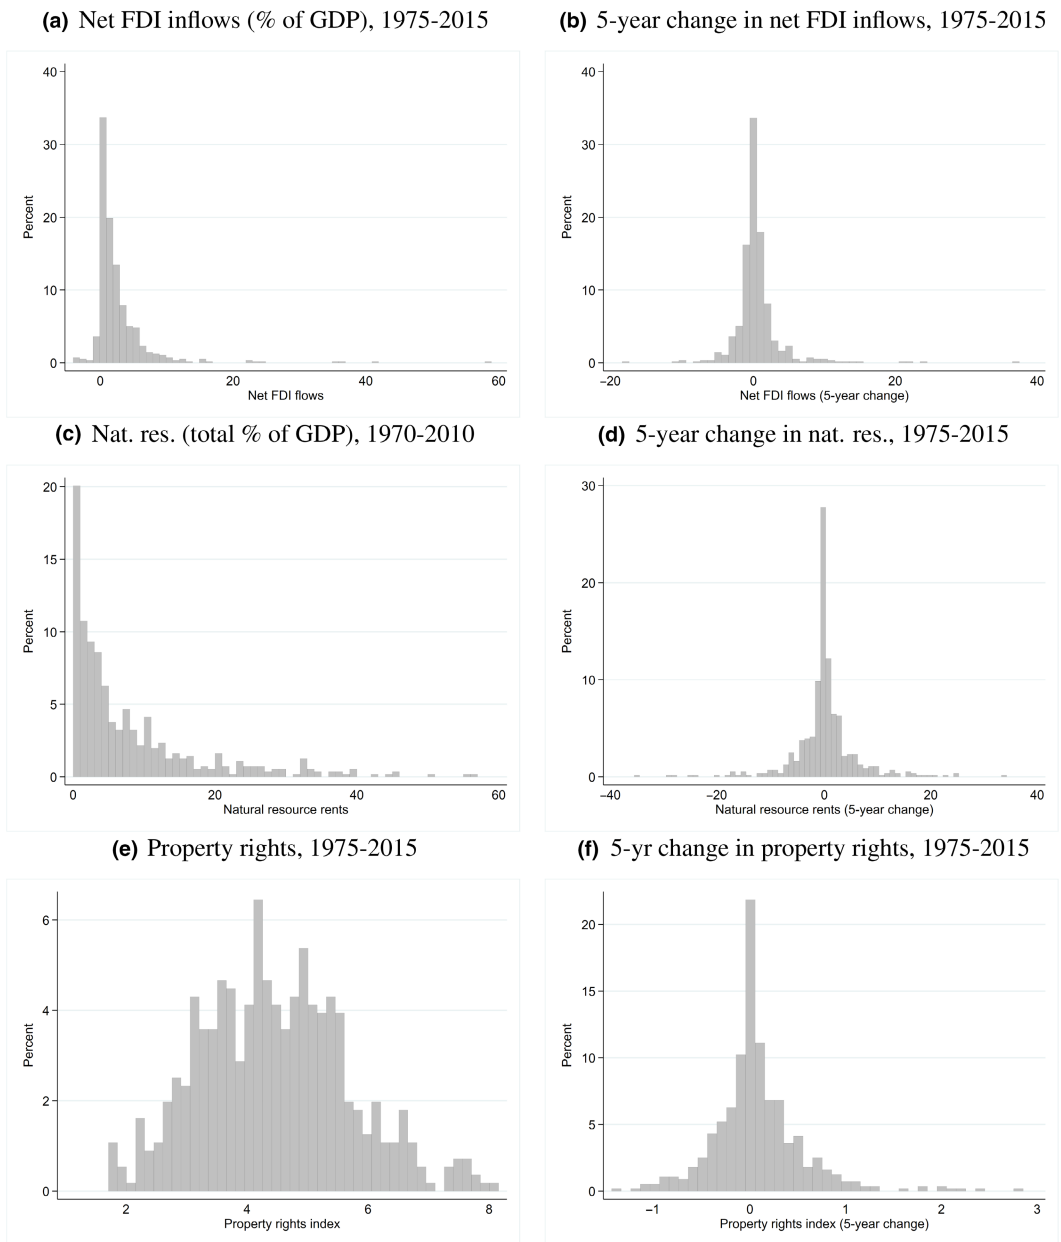 (a) Net FDI inflows (% of GDP), 1975-2015
(b) 5-year change in net FDI inflows, 1975-2015
40
30
20
10
0
Percent
0 20 40 60
Net FDI flows
40
30
20
10
0
Percent
−20 0 20 40
Net FDI flows (5-year change)
(c) Nat. res. (total % of GDP), 1970-2010
(d) 5-year change in nat. res., 1975-2015
20
15
10
5
0
Percent
0 20 40 60
Natural resource rents
30
20
10
0
Percent
−40 −20 0 20 40
Natural resource rents (5-year change)
(e) Property rights, 1975-2015
(f) 5-yr change in property rights, 1975-2015
6
4
2
0
Percent
2 4 6 8
Property rights index
20
15
10
5
0
Percent
−1 0 1 2 3
Property rights index (5-year change)